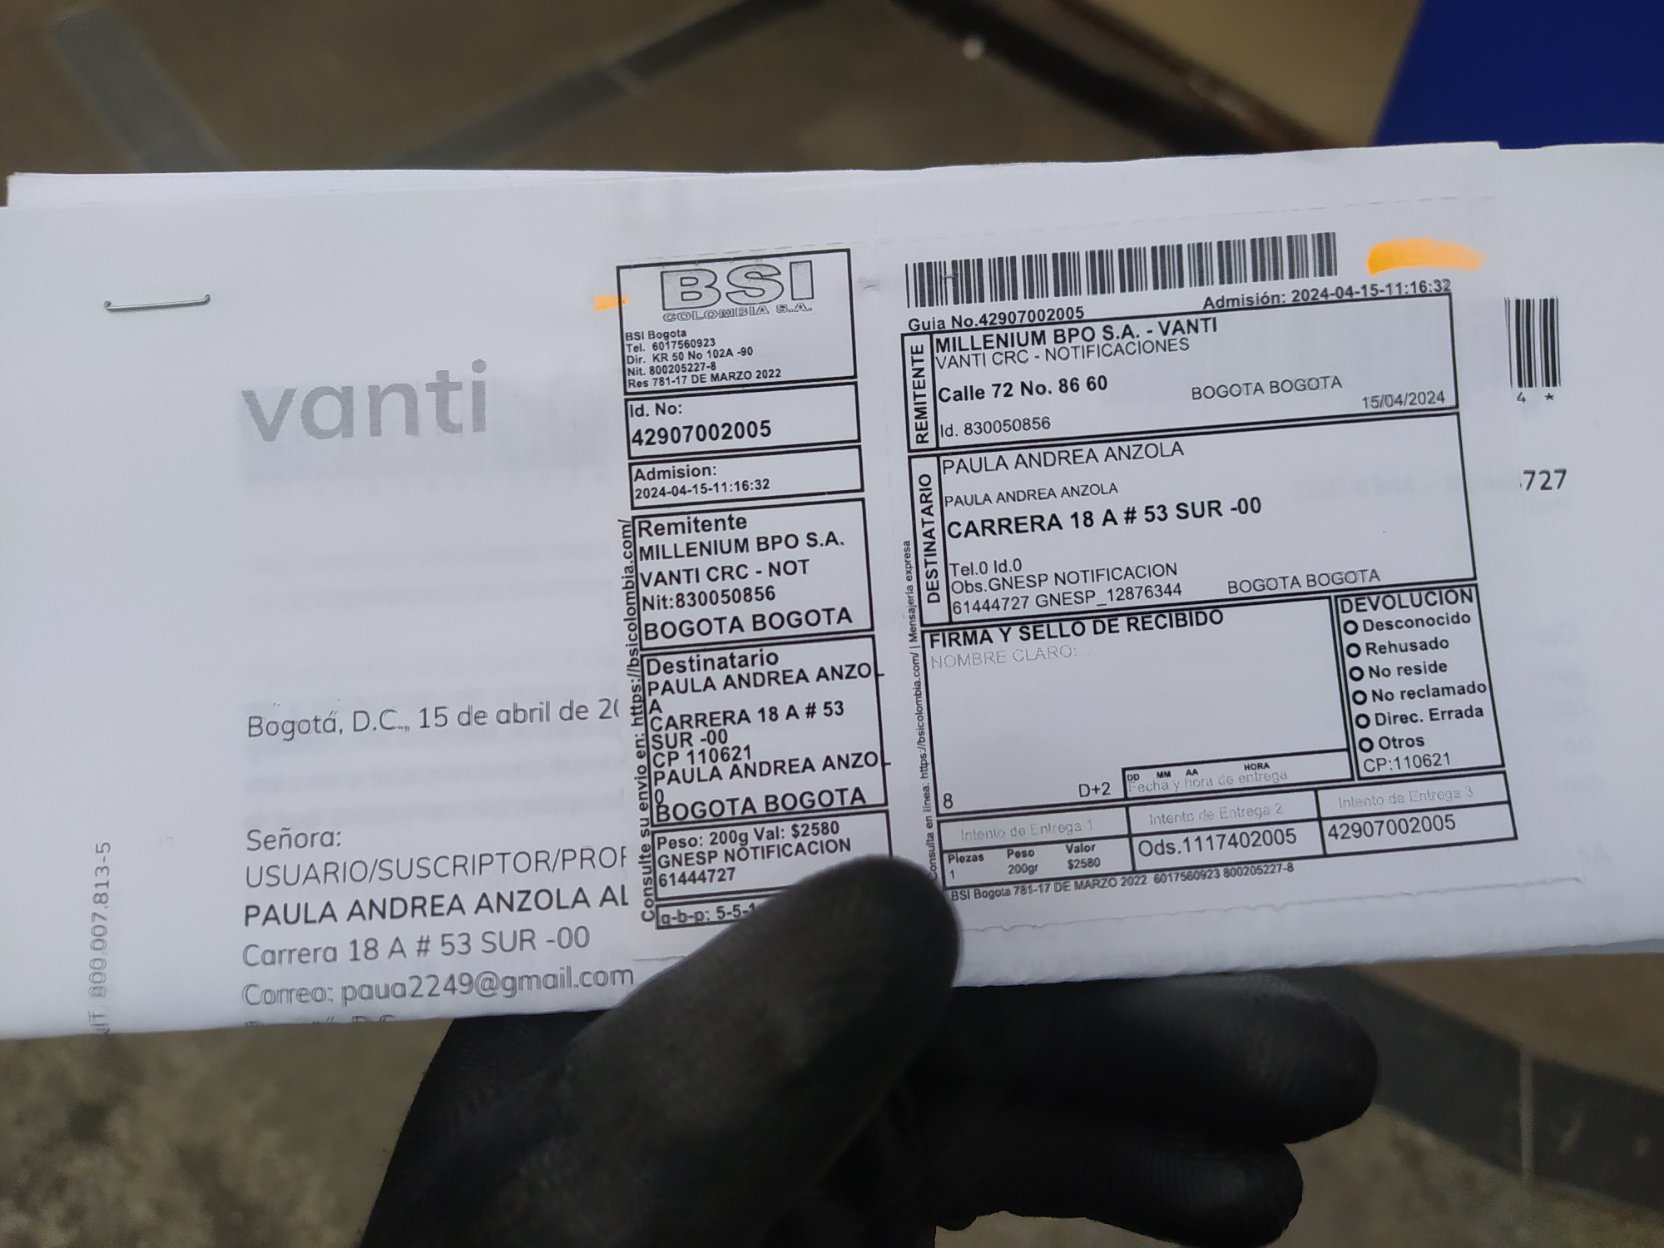 vanti
Bogotá, D.C., 15 de abril de 2(
Señora:
USUARIO/SUSCRIPTOR/PROP
PAULA ANDREA ANZOLA AL
Carrera 18 A # 53 SUR -00
Correo: paua2249@gmail.com
NIT: 800.007.813-5
BSI
COLOMBIA S.A.
BSI Bogota
Tel. 6017560923
Dir. KR 50 No 102A -90
Nit. 800205227-8
Res 781-17 DE MARZO 2022
Id. No:
42907002005
Admision:
2024-04-15-11:16:32
Remitente
MILLENIUM BPO S.A.
VANTI CRC - NOT
Nit:830050856
BOGOTA BOGOTA
Destinatario
PAULA ANDREA ANZOL
A
CARRERA 18 A # 53
SUR -00
CP 110621
PAULA ANDREA ANZOL
0
BOGOTA BOGOTA
Peso: 200g Val: $2580
GNESP NOTIFICACION
61444727
g-b-p: 5-5-1
Consulte su envio en: https://bsicolombia.com/
Guia No.42907002005
Admisión: 2024-04-15-11:16:32
REMITENTE
MILLENIUM BPO S.A. - VANTI
VANTI CRC - NOTIFICACIONES
Calle 72 No. 86 60
BOGOTA BOGOTA
15/04/2024
Id. 830050856
DESTINATARIO
PAULA ANDREA ANZOLA
PAULA ANDREA ANZOLA
CARRERA 18 A # 53 SUR -00
Tel.0 Id.0
Obs.GNESP NOTIFICACION
61444727 GNESP_12876344
BOGOTA BOGOTA
FIRMA Y SELLO DE RECIBIDO
NOMBRE CLARO:
DEVOLUCION
Desconocido
Rehusado
No reside
No reclamado
Direc. Errada
Otros
CP:110621
8
D+2
DD MM AA HORA
Fecha y hora de entrega
Intento de Entrega 1
Intento de Entrega 2
Intento de Entrega 3
Piezas Peso Valor
1 200gr $2580
Ods.1117402005
42907002005
BSI Bogota 781-17 DE MARZO 2022 6017560923 800205227-8
Consulta en linea: https://bsicolombia.com/ | Mensajería expresa
4 *
727